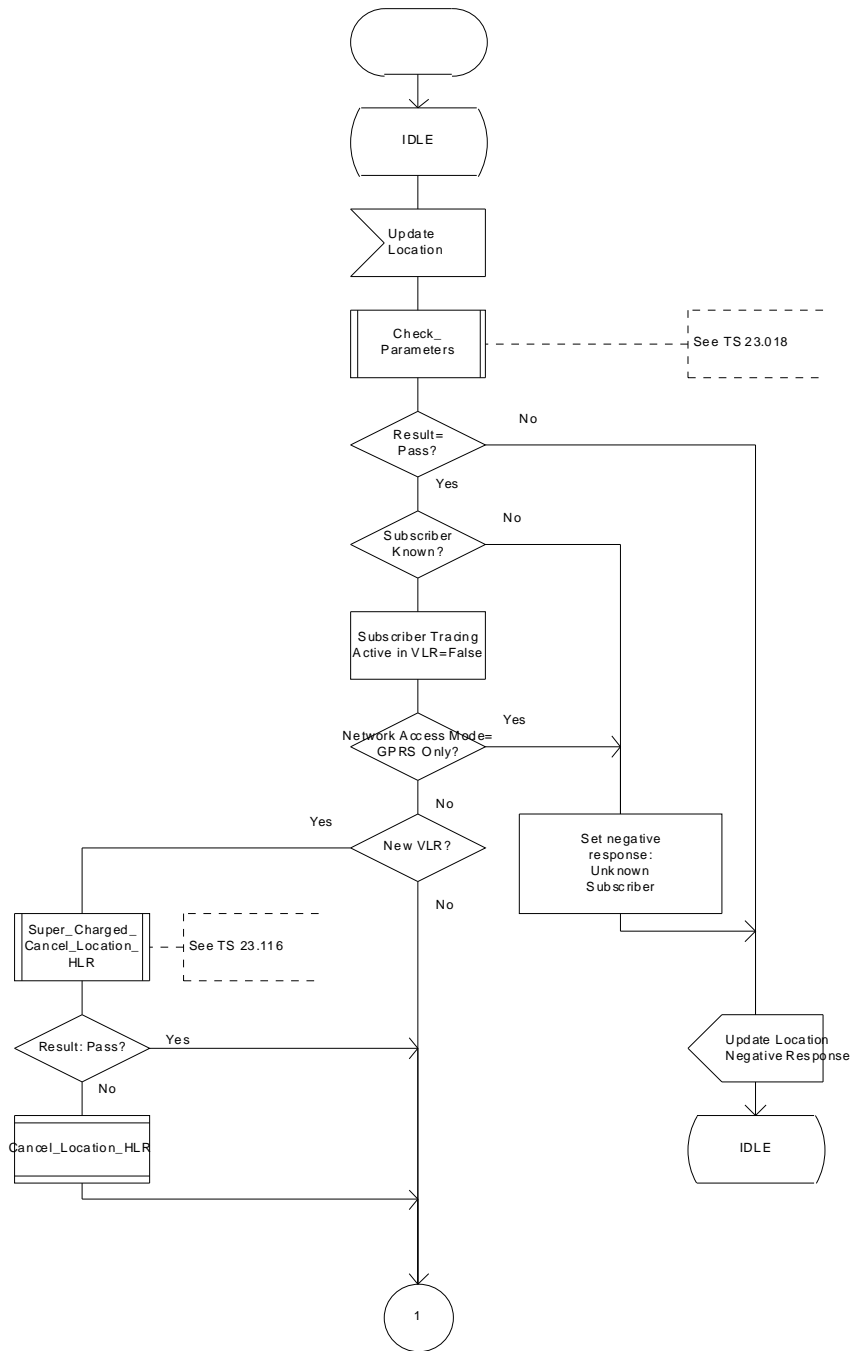 IDLE
Update
Location
Check_
Parameters
See TS 23.018
Result=
Pass?
No
Yes
Subscriber
Known?
No
Subscriber Tracing
Active in VLR=False
Network Access Mode=
GPRS Only?
Yes
No
Yes
New VLR?
No
Set negative
response:
Unknown
Subscriber
Super_Charged_
Cancel_Location_
HLR
See TS 23.116
Result: Pass?
Yes
No
Update Location
Negative Response
Cancel_Location_HLR
IDLE
1